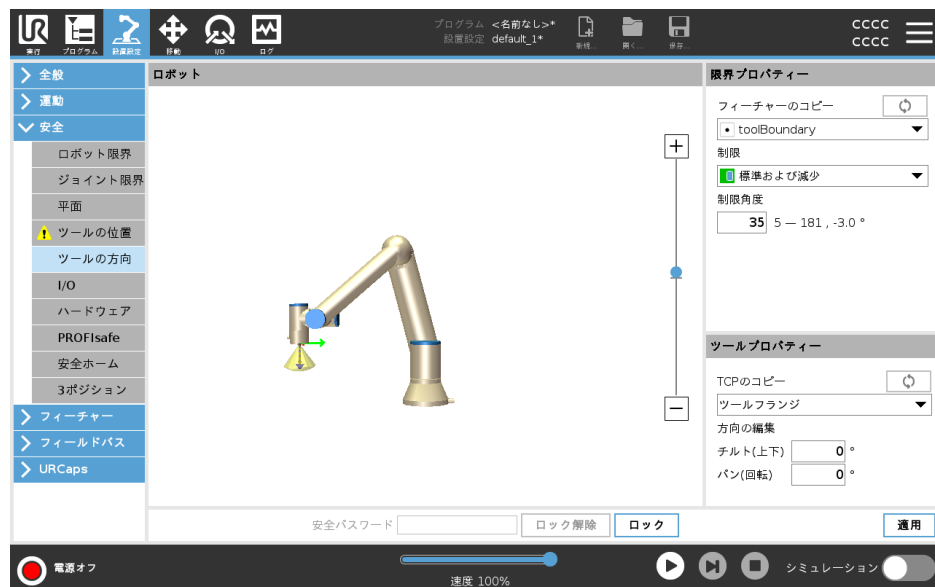 プログラム <名前なし>*
設置設定 default_1*
実行 プログラム 設置設定 移動 I/O ログ
新規... 開く... 保存...
CCCC
CCCC
全般
運動
安全
ロボット限界
ジョイント限界
平面
ツールの位置
ツールの方向
I/O
ハードウェア
PROFIsafe
安全ホーム
3ポジション
フィーチャー
フィールドバス
URCaps
ロボット
限界プロパティー
フィーチャーのコピー
toolBoundary
制限
標準および減少
制限角度
35 5 — 181 , -3.0 °
ツールプロパティー
TCPのコピー
ツールフランジ
方向の編集
チルト(上下) 0 °
パン(回転) 0 °
安全パスワード ロック解除 ロック 適用
電源オフ
速度 100%
シミュレーション